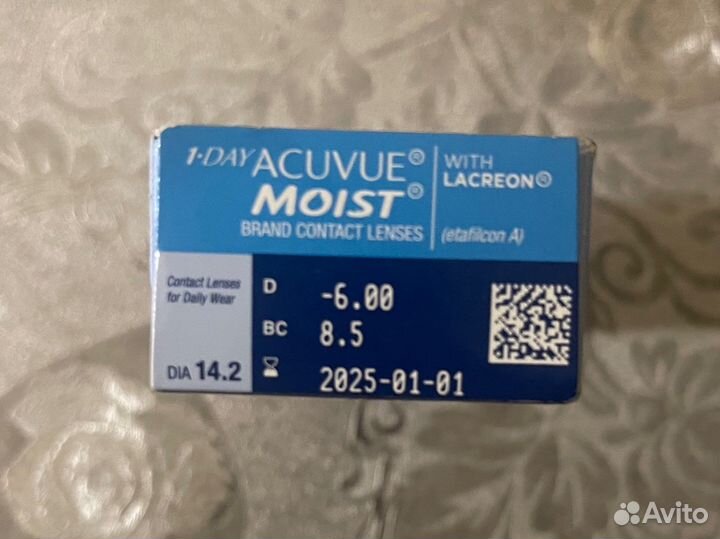 1·DAY ACUVUE®
MOIST®
BRAND CONTACT LENSES
WITH
LACREON®
(etafilcon A)
Contact Lenses
for Daily Wear
DIA 14.2
D -6.00
BC 8.5
2025-01-01
Avito